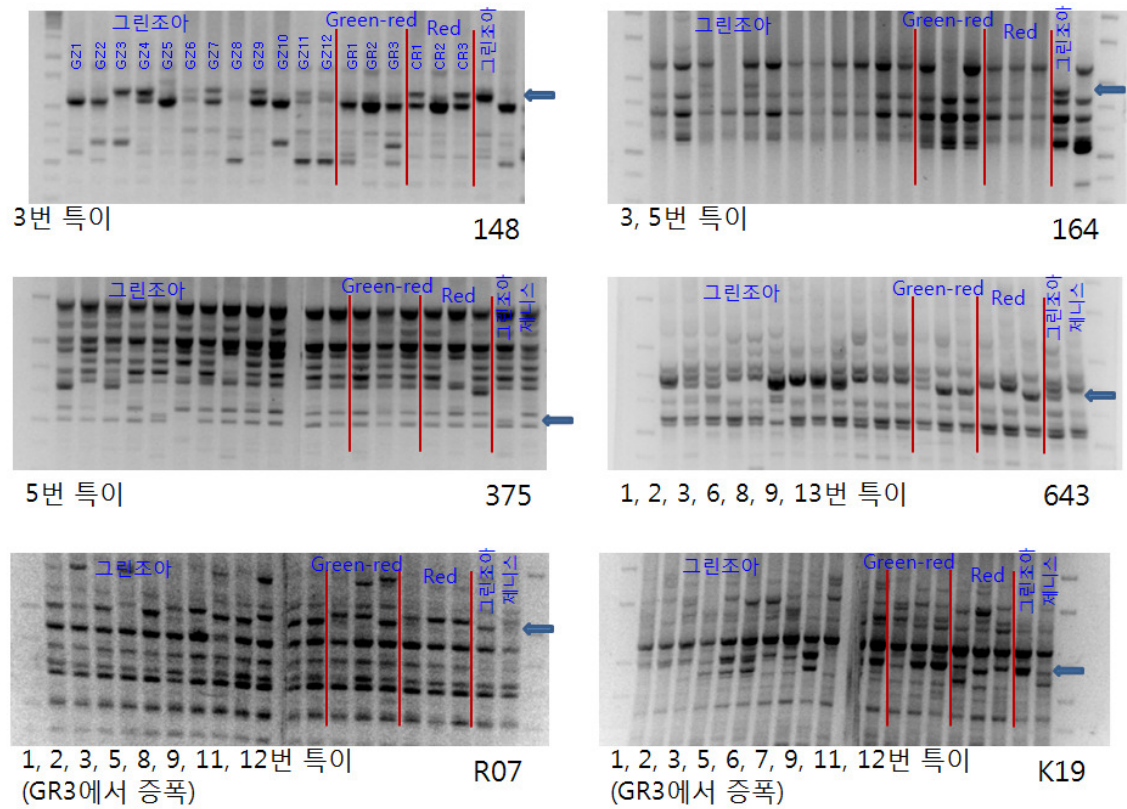 그린조아
Green-red
Red
그린조아
GZ1 GZ2 GZ3 GZ4 GZ5 GZ6 GZ7 GZ8 GZ9 GZ10 GZ11 GZ12 GR1 GR2 GR3 CR1 CR2 CR3
3번 특이
148
그린조아
Green-red
Red
그린조아
3, 5번 특이
164
그린조아
Green-red
Red
그린조아
제니스
5번 특이
375
그린조아
Green-red
Red
그린조아
제니스
1, 2, 3, 6, 8, 9, 13번 특이
643
그린조아
Green-red
Red
그린조아
제니스
1, 2, 3, 5, 8, 9, 11, 12번 특이
(GR3에서 증폭)
R07
그린조아
Green-red
Red
그린조아
제니스
1, 2, 3, 5, 6, 7, 9, 11, 12번 특이
(GR3에서 증폭)
K19